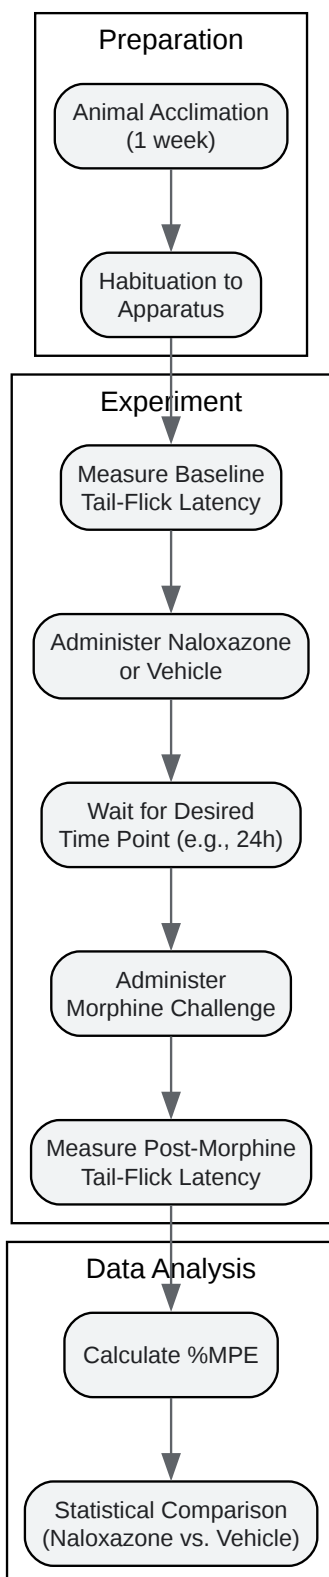 Preparation
Animal Acclimation
(1 week)
Habituation to
Apparatus
Experiment
Measure Baseline
Tail-Flick Latency
Administer Naloxazone
or Vehicle
Wait for Desired
Time Point (e.g., 24h)
Administer
Morphine Challenge
Measure Post-Morphine
Tail-Flick Latency
Data Analysis
Calculate %MPE
Statistical Comparison
(Naloxazone vs. Vehicle)